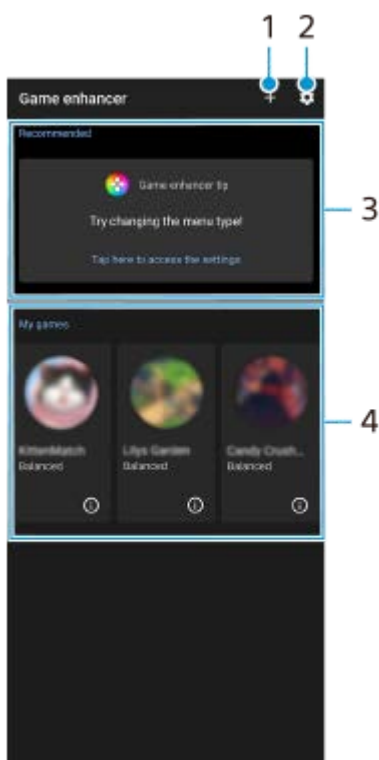 1 2
Game enhancer
+
Recommended
Game enhancer tip
Try changing the menu type!
Tap here to access the settings
3
My games
4
KittenMatch Lilys Garden Candy Crush...
Balanced Balanced Balanced